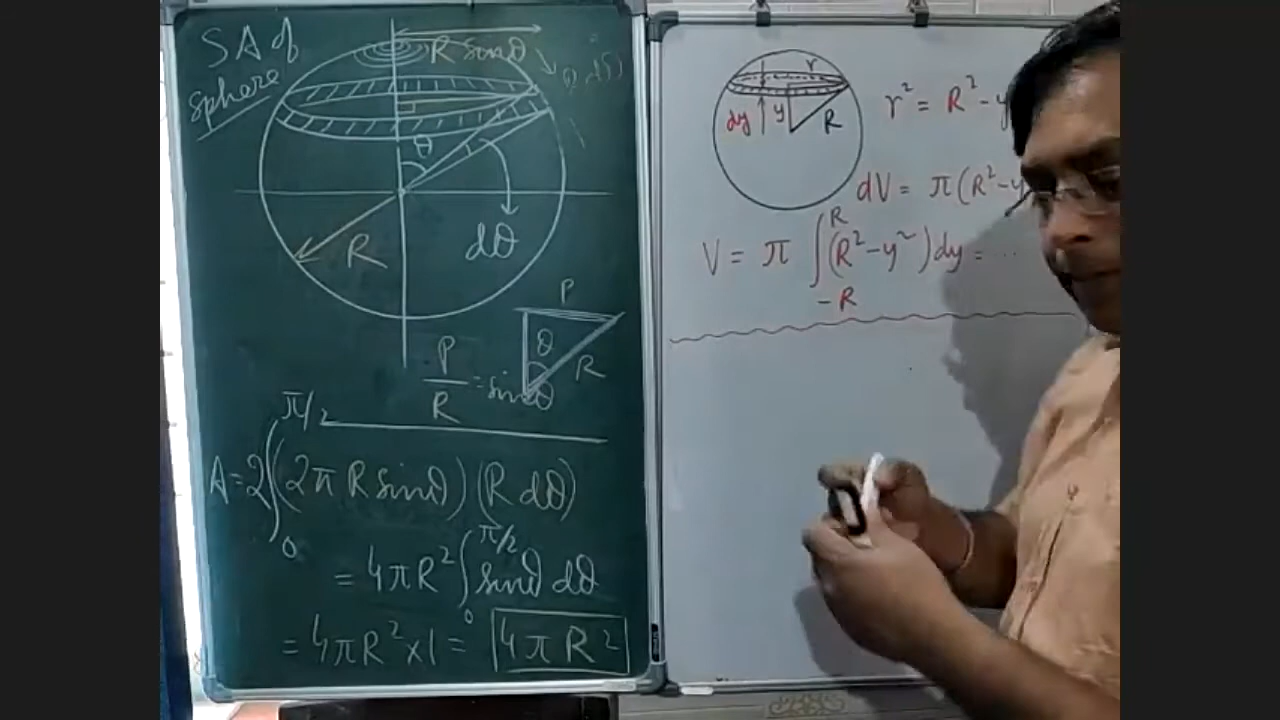 SA of
sphere
R sinθ
θ
R
dθ
P
θ
R
P/R = sinθ
A = 2 ∫₀^(π/2) (2π R sinθ) (R dθ)
= 4πR² ∫₀^(π/2) sinθ dθ
= 4πR² × 1 = 4πR²
r
dy
y
R
r² = R² - y
dV = π(R² - y
V = π ∫₋R^R (R² - y²) dy = ...